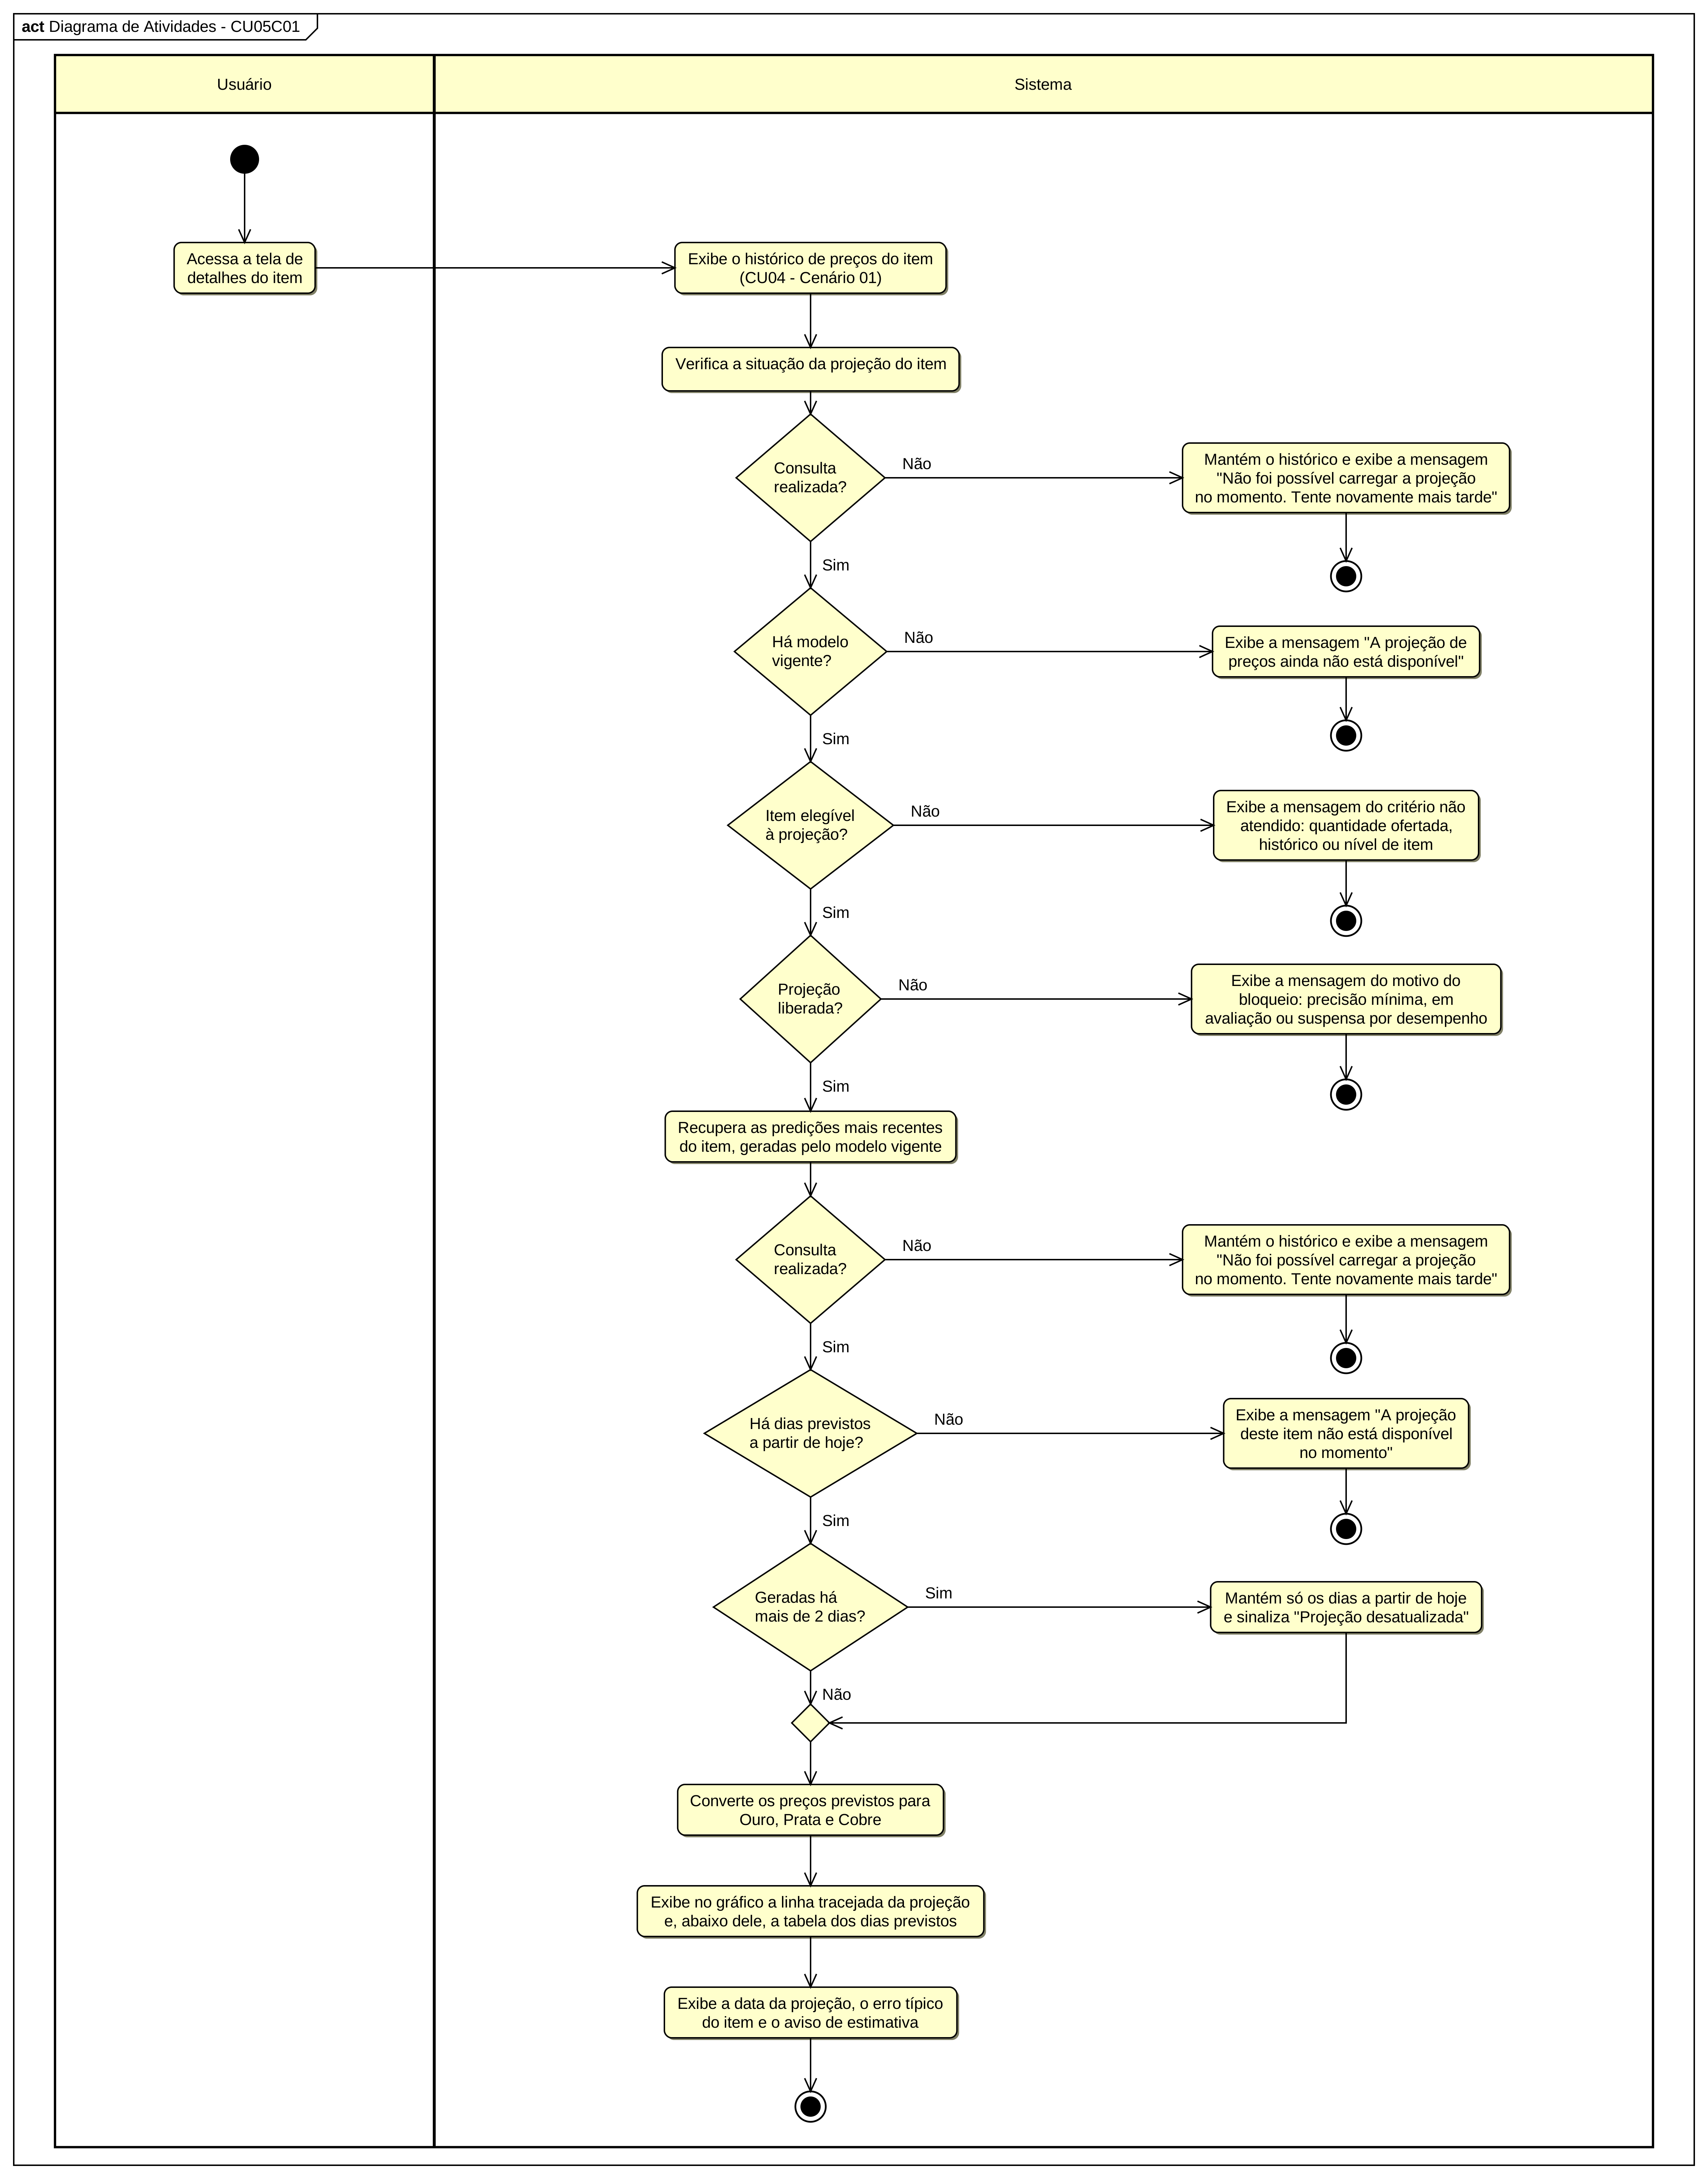 act Diagrama de Atividades - CU05C01
Usuário
Sistema
Acessa a tela de
detalhes do item
Exibe o histórico de preços do item
(CU04 - Cenário 01)
Verifica a situação da projeção do item
Consulta
realizada?
Não
Mantém o histórico e exibe a mensagem
"Não foi possível carregar a projeção
no momento. Tente novamente mais tarde"
Sim
Há modelo
vigente?
Não
Exibe a mensagem "A projeção de
preços ainda não está disponível"
Sim
Item elegível
à projeção?
Não
Exibe a mensagem do critério não
atendido: quantidade ofertada,
histórico ou nível de item
Sim
Projeção
liberada?
Não
Exibe a mensagem do motivo do
bloqueio: precisão mínima, em
avaliação ou suspensa por desempenho
Sim
Recupera as predições mais recentes
do item, geradas pelo modelo vigente
Consulta
realizada?
Não
Mantém o histórico e exibe a mensagem
"Não foi possível carregar a projeção
no momento. Tente novamente mais tarde"
Sim
Há dias previstos
a partir de hoje?
Não
Exibe a mensagem "A projeção
deste item não está disponível
no momento"
Sim
Geradas há
mais de 2 dias?
Sim
Mantém só os dias a partir de hoje
e sinaliza "Projeção desatualizada"
Não
Converte os preços previstos para
Ouro, Prata e Cobre
Exibe no gráfico a linha tracejada da projeção
e, abaixo dele, a tabela dos dias previstos
Exibe a data da projeção, o erro típico
do item e o aviso de estimativa